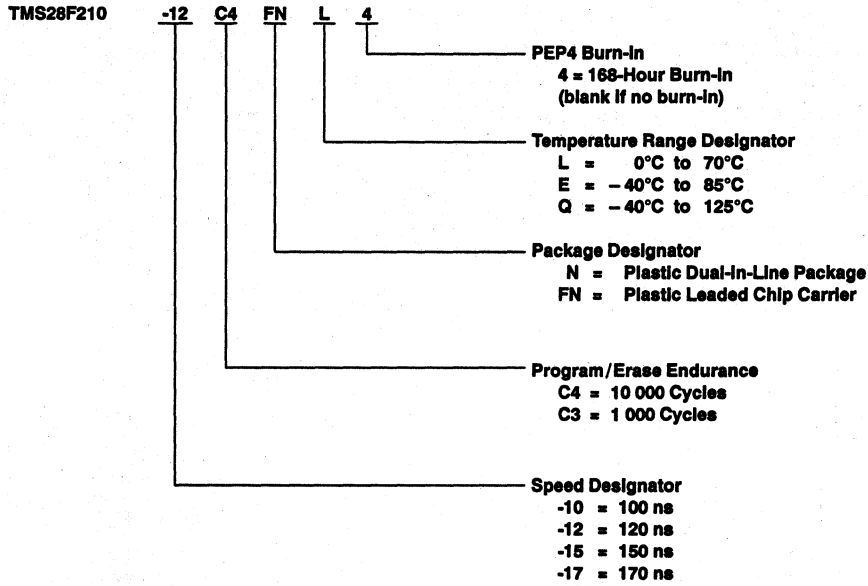 TMS28F210 -12 C4 FN L 4
PEP4 Burn-In
4 = 168-Hour Burn-In
(blank if no burn-in)
Temperature Range Designator
L = 0°C to 70°C
E = – 40°C to 85°C
Q = – 40°C to 125°C
Package Designator
N = Plastic Dual-In-Line Package
FN = Plastic Leaded Chip Carrier
Program/Erase Endurance
C4 = 10 000 Cycles
C3 = 1 000 Cycles
Speed Designator
-10 = 100 ns
-12 = 120 ns
-15 = 150 ns
-17 = 170 ns